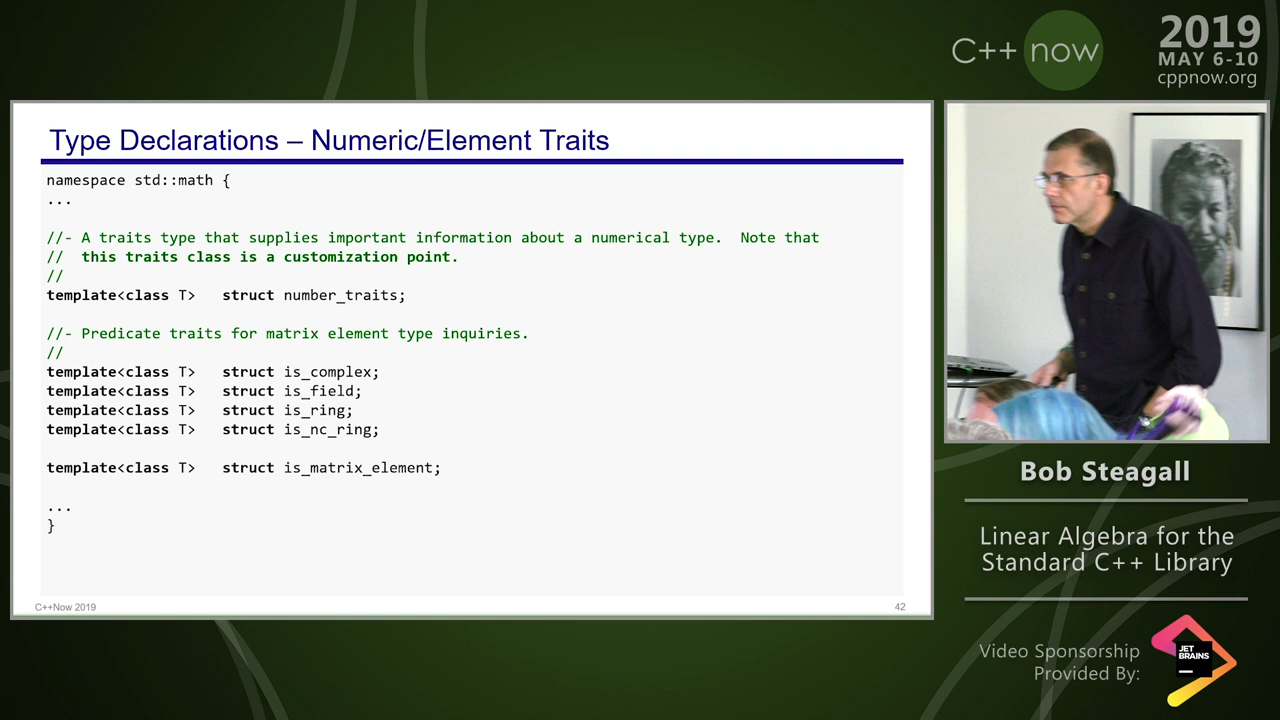 C++ now
2019
MAY 6-10
cppnow.org
Type Declarations – Numeric/Element Traits
namespace std::math {
...
//- A traits type that supplies important information about a numerical type.  Note that
//  this traits class is a customization point.
//
template<class T>   struct number_traits;
//- Predicate traits for matrix element type inquiries.
//
template<class T>   struct is_complex;
template<class T>   struct is_field;
template<class T>   struct is_ring;
template<class T>   struct is_nc_ring;
template<class T>   struct is_matrix_element;
...
}
C++Now 2019
42
Bob Steagall
Linear Algebra for the
Standard C++ Library
Video Sponsorship
Provided By:
JET
BRAINS